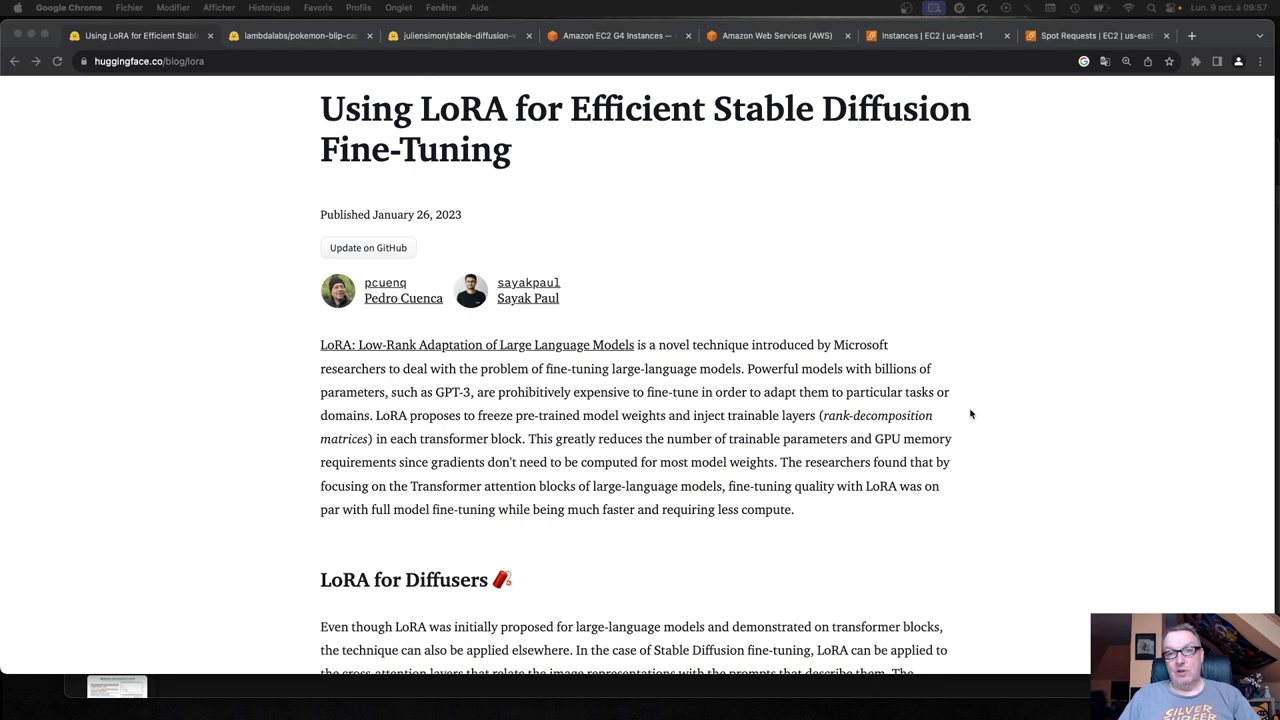 Google Chrome Fichier Modifier Afficher Historique Favoris Profils Onglet Fenêtre Aide Lun. 9 oct. à 09:57
Using LoRA for Efficient Stabl lambdalabs/pokemon-blip-cap juliensimon/stable-diffusion-v Amazon EC2 G4 Instances — Amazon Web Services (AWS) Instances | EC2 | us-east-1 Spot Requests | EC2 | us-east
huggingface.co/blog/lora
Using LoRA for Efficient Stable Diffusion
Fine-Tuning
Published January 26, 2023
Update on GitHub
pcuenq sayakpaul
Pedro Cuenca Sayak Paul
LoRA: Low-Rank Adaptation of Large Language Models is a novel technique introduced by Microsoft
researchers to deal with the problem of fine-tuning large-language models. Powerful models with billions of
parameters, such as GPT-3, are prohibitively expensive to fine-tune in order to adapt them to particular tasks or
domains. LoRA proposes to freeze pre-trained model weights and inject trainable layers (rank-decomposition
matrices) in each transformer block. This greatly reduces the number of trainable parameters and GPU memory
requirements since gradients don't need to be computed for most model weights. The researchers found that by
focusing on the Transformer attention blocks of large-language models, fine-tuning quality with LoRA was on
par with full model fine-tuning while being much faster and requiring less compute.
LoRA for Diffusers
Even though LoRA was initially proposed for large-language models and demonstrated on transformer blocks,
the technique can also be applied elsewhere. In the case of Stable Diffusion fine-tuning, LoRA can be applied to
the cross-attention layers that relate the image representations with the prompts that describe them. The
SILVER